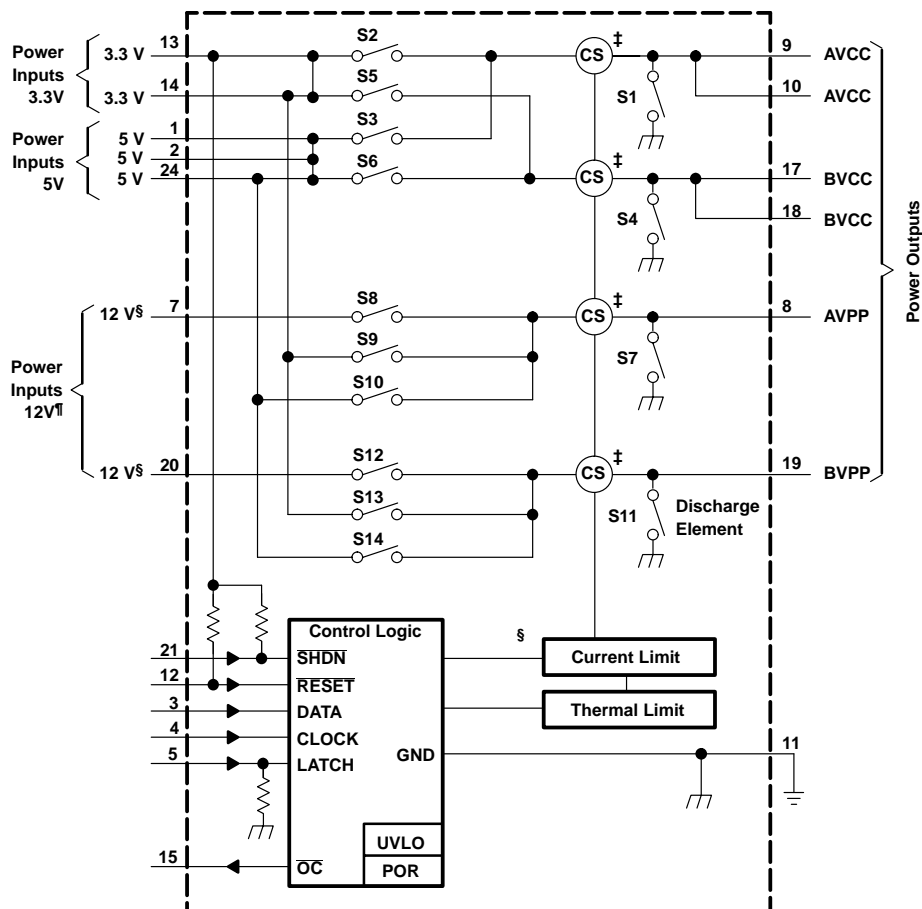 S2
‡
13
9
Power
Inputs
3.3V
3.3 V
CS
AVCC
14
S5
10
3.3 V
S1
AVCC
1
S3
Power
Inputs
5V
5 V
2
5 V
24
S6
‡
17
5 V
CS
BVCC
18
S4
BVCC
Power Outputs
7
S8
‡
8
12 V§
CS
AVPP
S9
S7
Power
Inputs
12V¶
S10
20
S12
‡
19
12 V§
CS
BVPP
S13
S11
Discharge
Element
S14
Control Logic
§
21
SHDN
Current Limit
12
RESET
3
DATA
Thermal Limit
4
CLOCK
5
LATCH
GND
11
UVLO
15
OC
POR